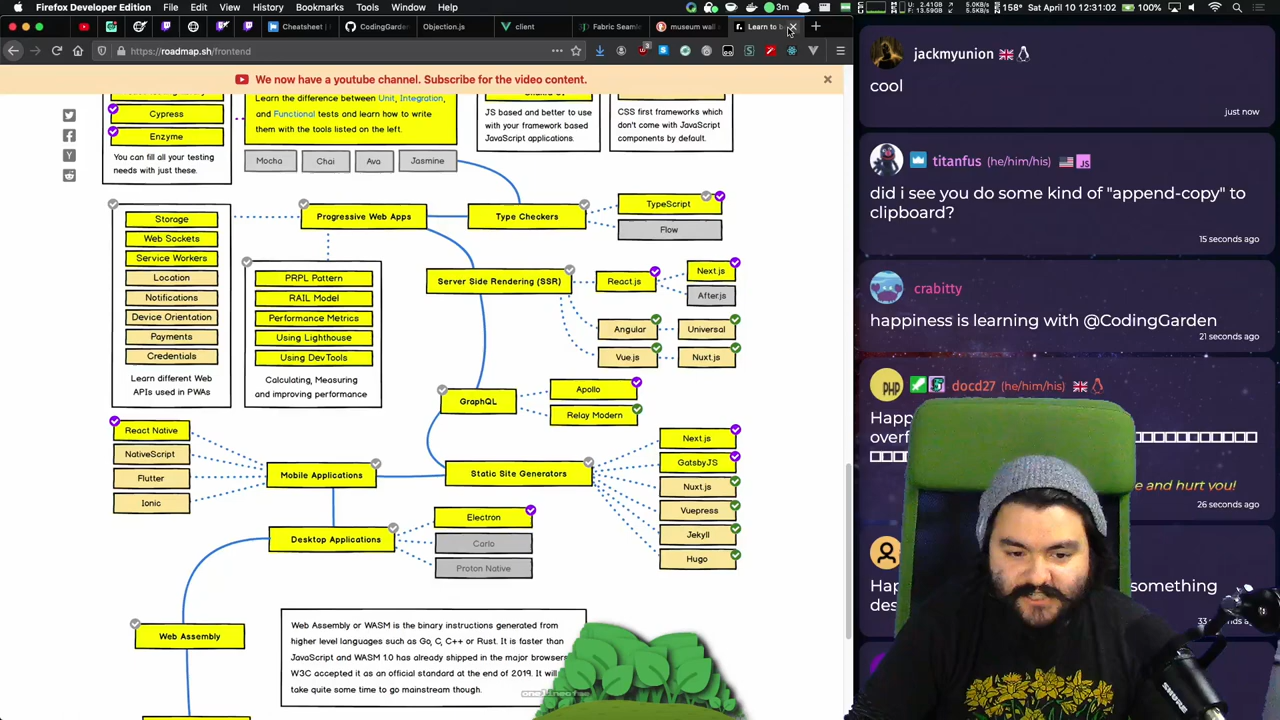 Firefox Developer Edition File Edit View History Bookmarks Tools Window Help
3m
158° Sat 12:31:02
Cheatsheet
CodingGarde
Objection.js
client
Fabric Seamle
museum wall
Learn to b
https://roadmap.sh/frontend
We now have a youtube channel. Subscribe for the video content.
Cypress
Enzyme
You can fill all your testing
needs with just these.
Learn the difference between Unit, Integration,
Functional tests and learn how to write
them with the tools listed on the left.
Mocha
Chai
Ava
Jasmine
JS based and better to use
with your framework based
JavaScript applications.
CSS first frameworks which
don't come with JavaScript
components by default.
Storage
Web Sockets
Service Workers
Location
Notifications
Device Orientation
Payments
Credentials
Learn different Web
APIs used in PWAs
Progressive Web Apps
Type Checkers
TypeScript
Flow
PRPL Pattern
RAIL Model
Performance Metrics
Using Lighthouse
Using DevTools
Calculating, Measuring
and improving performance
Server Side Rendering (SSR)
React.js
Next.js
After.js
Angular
Universal
Vue.js
Nuxt.js
GraphQL
Apollo
Relay Modern
React Native
NativeScript
Flutter
Ionic
Mobile Applications
Static Site Generators
Next.js
GatsbyJS
Nuxt.js
Vuepress
Jekyll
Hugo
Desktop Applications
Electron
Carlo
Proton Native
Web Assembly
Web Assembly or WASM is the binary instructions generated from
higher level languages such as Go, C, C++ or Rust. It is faster than
JavaScript and WASM 1.0 has already shipped in the major browsers
W3C accepted it as an official standard at the end of 2019. It will
take quite some time to go mainstream though.
jackmyunion
cool
just now
titanfus (he/him/his)
did i see you do some kind of "append-copy" to
clipboard?
15 seconds ago
crabitty
happiness is learning with @CodingGarden
21 seconds ago
PHP docd27 (he/him/his)
e and hurt you!
26 seconds ago
something
SHURE